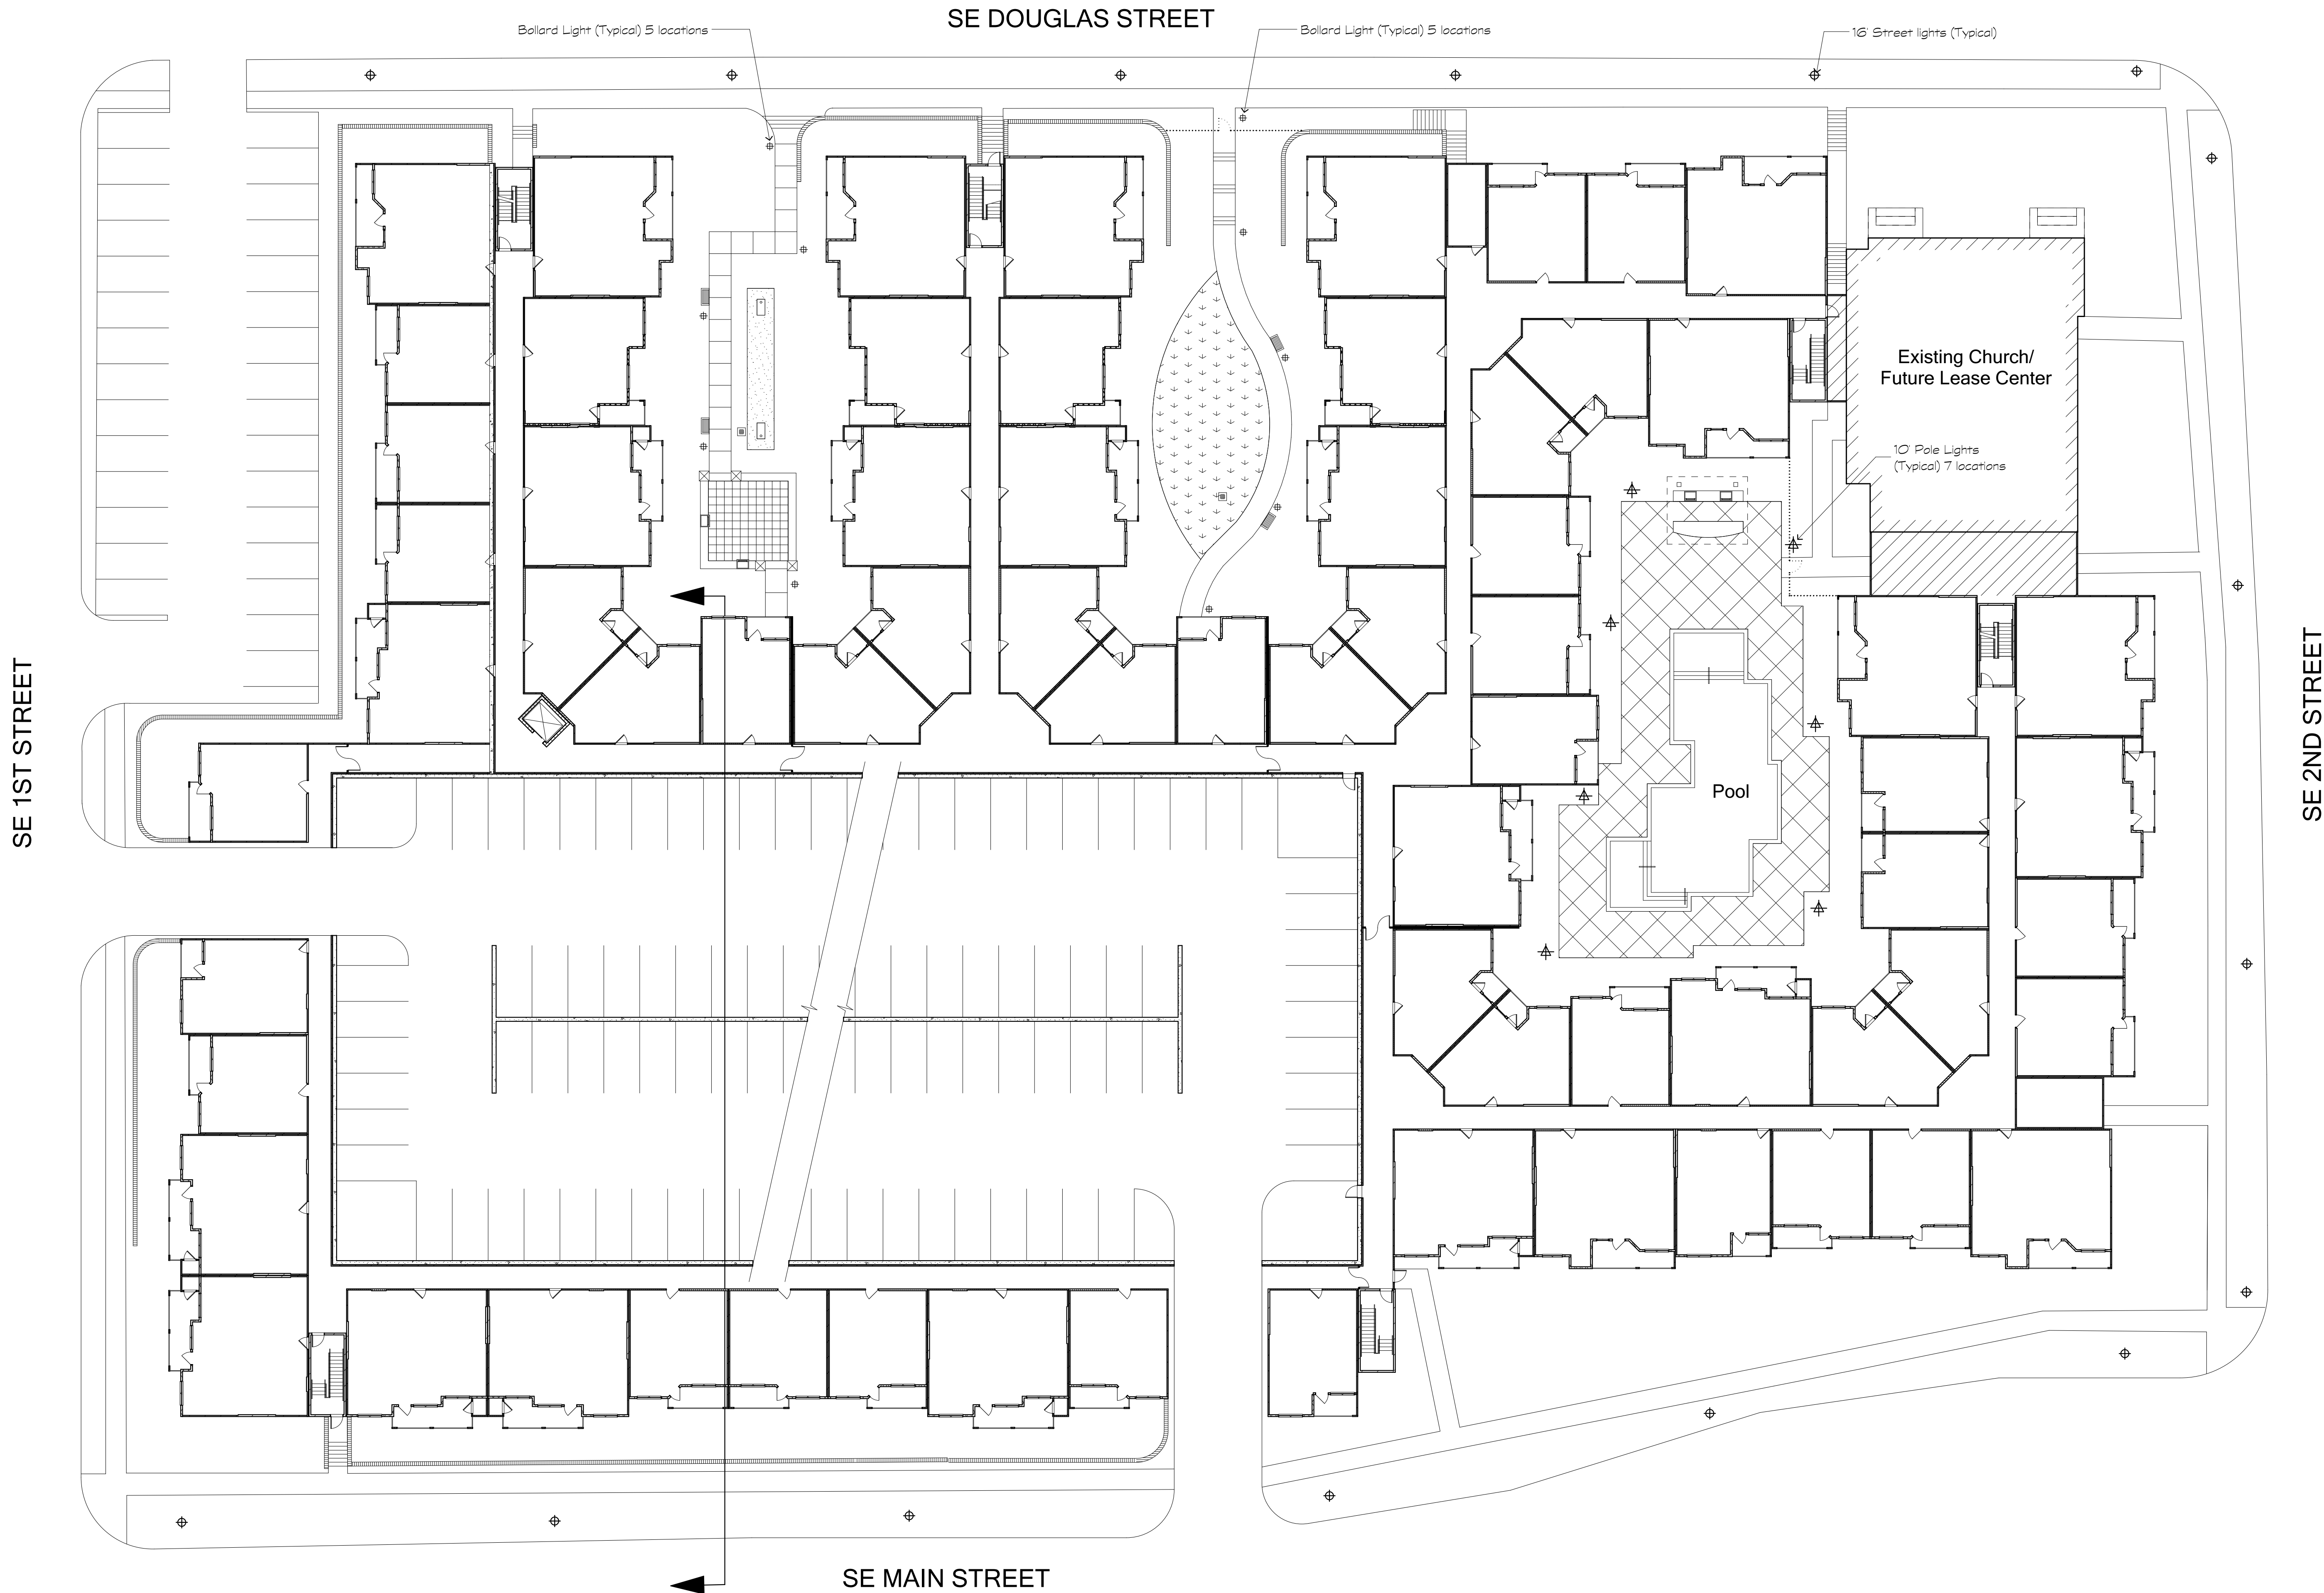 SE DOUGLAS STREET
Bollard Light (Typical) 5 locations
Bollard Light (Typical) 5 locations
16' Street lights (Typical)
Existing Church/
Future Lease Center
10' Pole Lights
(Typical) 7 locations
SE 1ST STREET
SE 2ND STREET
Pool
SE MAIN STREET